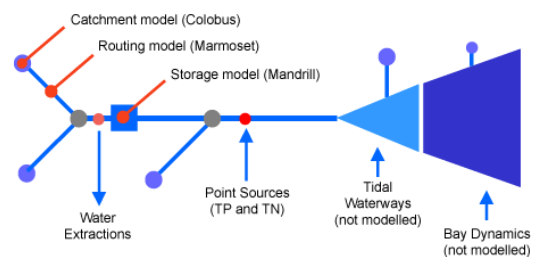 Catchment model (Colobus)
Routing model (Marmoset)
Storage model (Mandrill)
Water
Extractions
Point Sources
(TP and TN)
Tidal
Waterways
(not modelled)
Bay Dynamics
(not modelled)